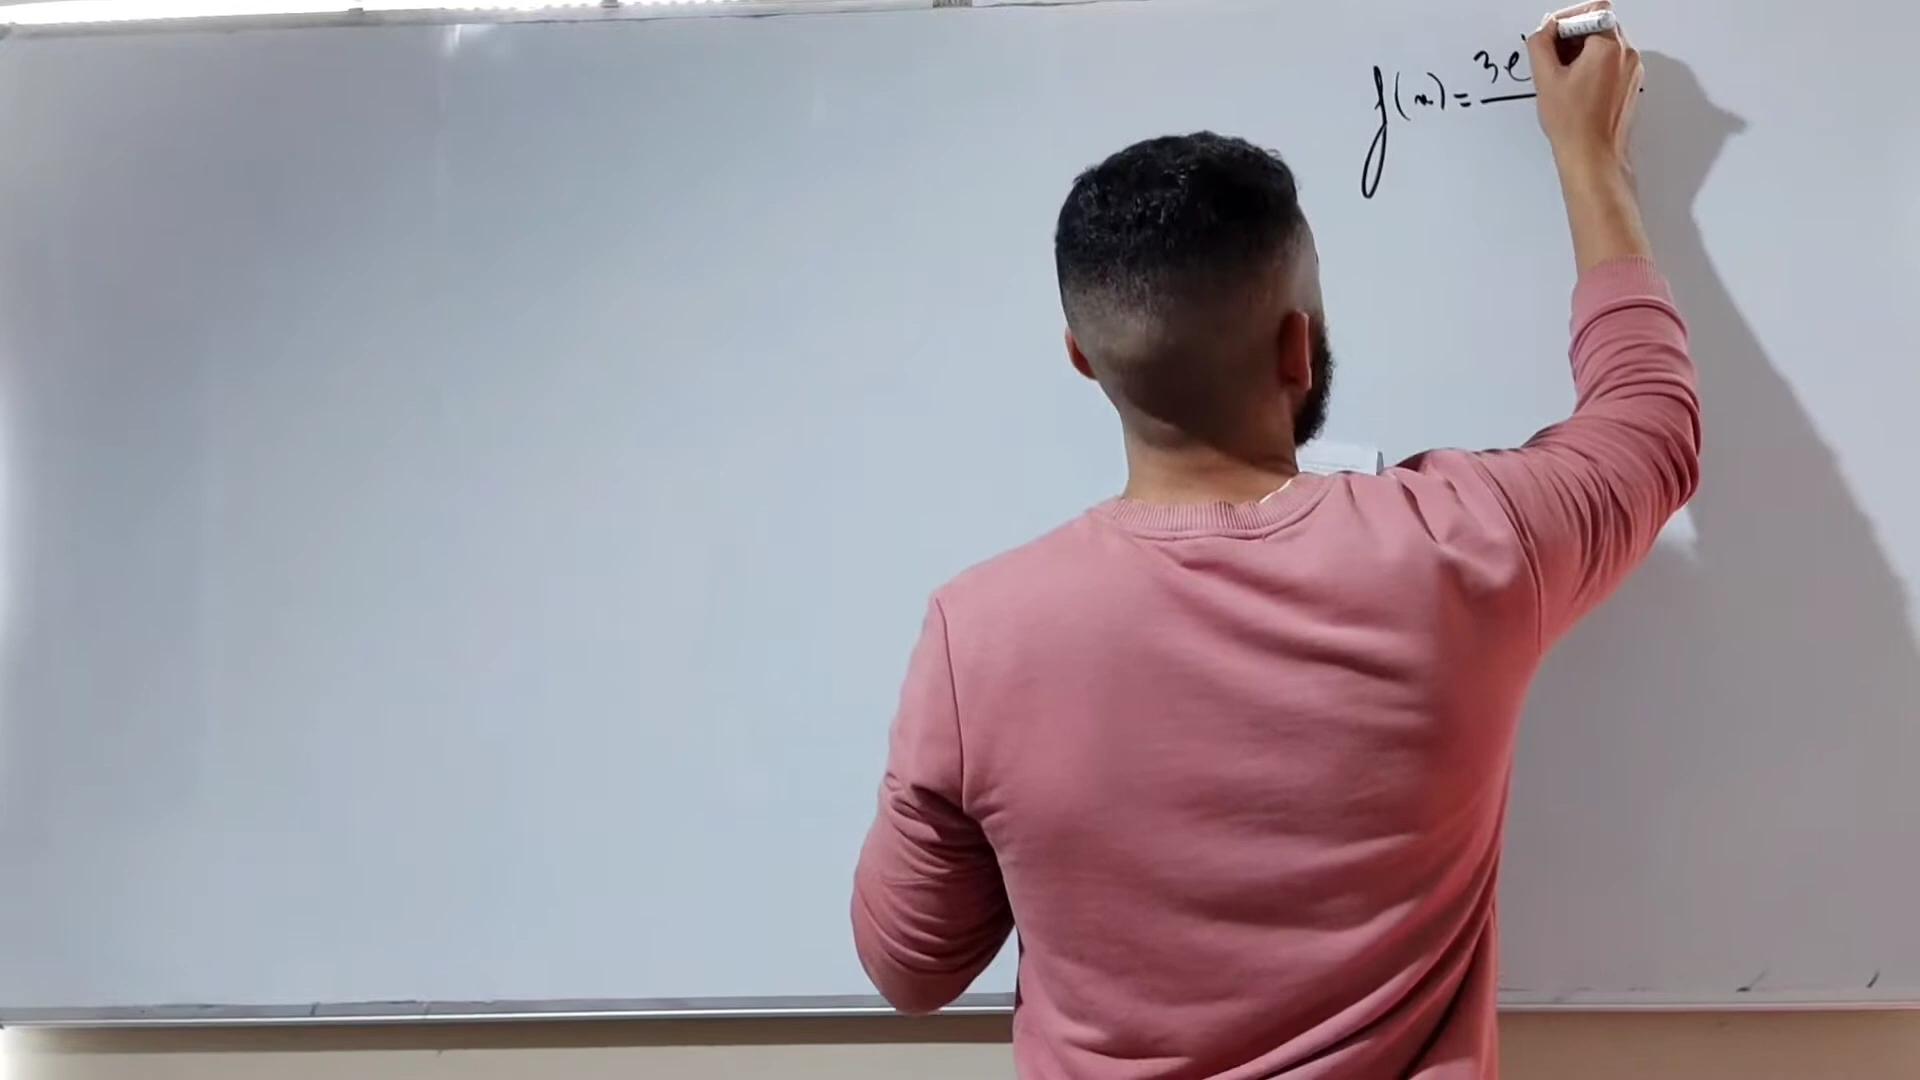 f(x) = 3e